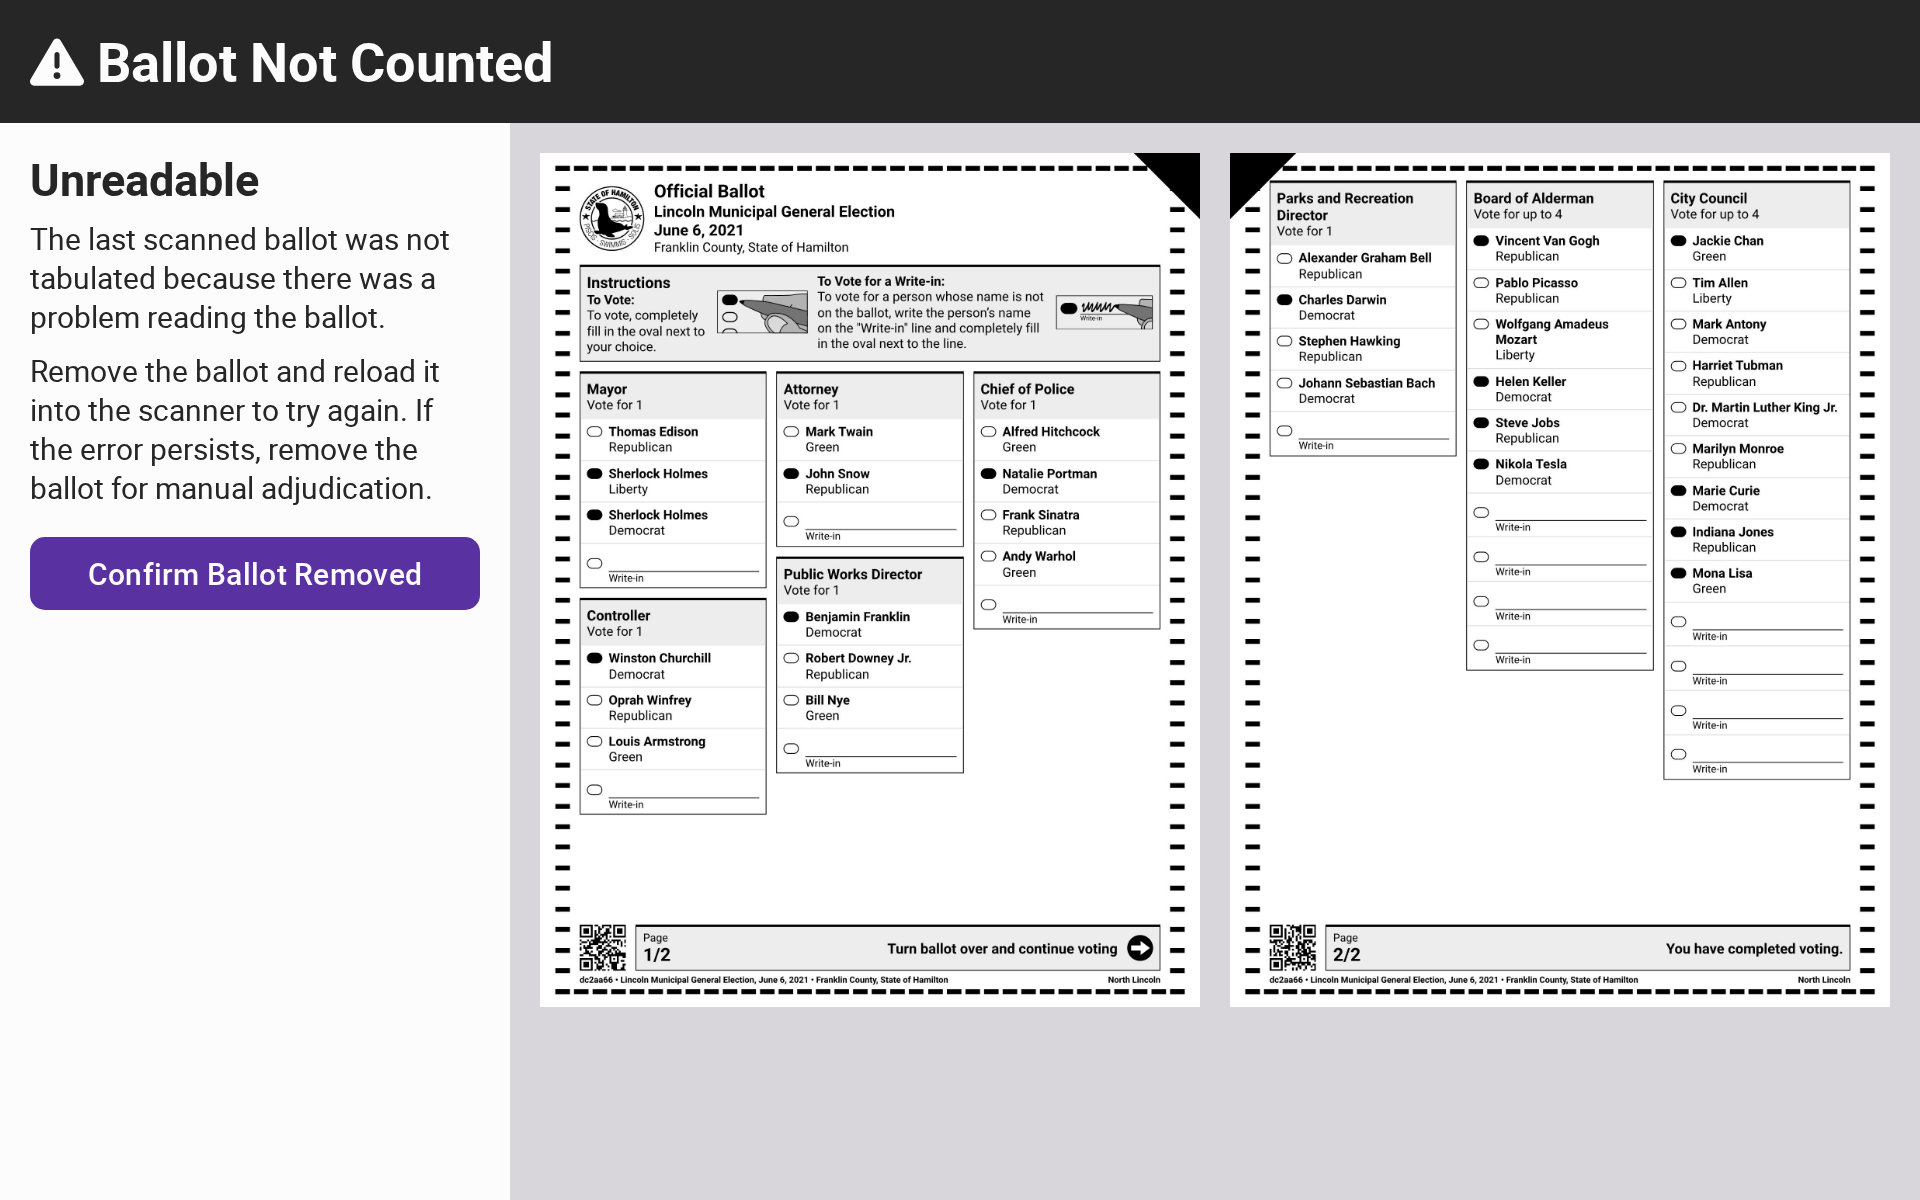 Ballot Not Counted
Unreadable
The last scanned ballot was not
tabulated because there was a
problem reading the ballot.
Remove the ballot and reload it
into the scanner to try again. If
the error persists, remove the
ballot for manual adjudication.
Confirm Ballot Removed
STATE OF HAMILTON
Official Ballot
Lincoln Municipal General Election
June 6, 2021
Franklin County, State of Hamilton
Instructions
To Vote:
To vote, completely
fill in the oval next to
your choice.
To Vote for a Write-in:
To vote for a person whose name is not
on the ballot, write the person's name
on the "Write-in" line and completely fill
in the oval next to the line.
Write-in
Mayor
Vote for 1
Thomas Edison
Republican
Sherlock Holmes
Liberty
Sherlock Holmes
Democrat
Write-in
Controller
Vote for 1
Winston Churchill
Democrat
Oprah Winfrey
Republican
Louis Armstrong
Green
Write-in
Attorney
Vote for 1
Mark Twain
Green
John Snow
Republican
Write-in
Public Works Director
Vote for 1
Benjamin Franklin
Democrat
Robert Downey Jr.
Republican
Bill Nye
Green
Write-in
Chief of Police
Vote for 1
Alfred Hitchcock
Green
Natalie Portman
Democrat
Frank Sinatra
Republican
Andy Warhol
Green
Write-in
Page
1/2
Turn ballot over and continue voting
dc2aa66 • Lincoln Municipal General Election, June 6, 2021 • Franklin County, State of Hamilton
North Lincoln
Parks and Recreation
Director
Vote for 1
Alexander Graham Bell
Republican
Charles Darwin
Democrat
Stephen Hawking
Republican
Johann Sebastian Bach
Democrat
Write-in
Board of Alderman
Vote for up to 4
Vincent Van Gogh
Republican
Pablo Picasso
Republican
Wolfgang Amadeus
Mozart
Liberty
Helen Keller
Democrat
Steve Jobs
Republican
Nikola Tesla
Democrat
Write-in
Write-in
Write-in
Write-in
City Council
Vote for up to 4
Jackie Chan
Green
Tim Allen
Liberty
Mark Antony
Democrat
Harriet Tubman
Republican
Dr. Martin Luther King Jr.
Democrat
Marilyn Monroe
Republican
Marie Curie
Democrat
Indiana Jones
Republican
Mona Lisa
Green
Write-in
Write-in
Write-in
Write-in
Page
2/2
You have completed voting.
dc2aa66 • Lincoln Municipal General Election, June 6, 2021 • Franklin County, State of Hamilton
North Lincoln